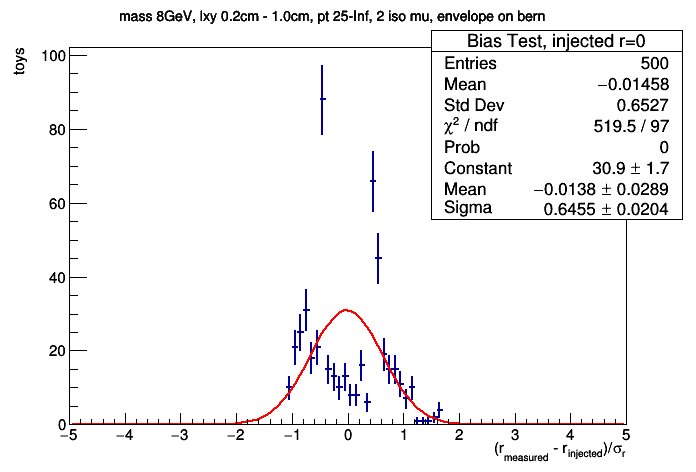 mass 8GeV, lxy 0.2cm - 1.0cm, pt 25-Inf, 2 iso mu, envelope on bern
Bias Test, injected r=0
Entries 500
Mean −0.01458
Std Dev 0.6527
χ² / ndf 519.5 / 97
Prob 0
Constant 30.9 ± 1.7
Mean −0.0138 ± 0.0289
Sigma 0.6455 ± 0.0204
toys
100
80
60
40
20
0
−5 −4 −3 −2 −1 0 1 2 3 4 5
(r_measured - r_injected)/σ_r